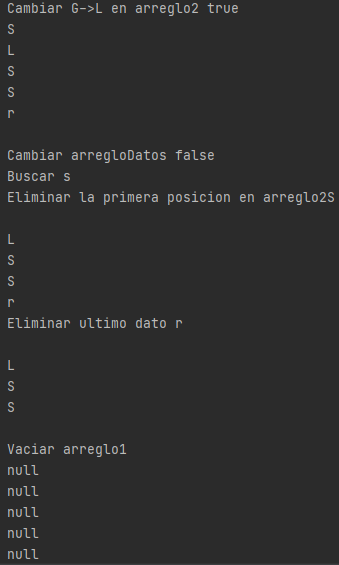 Cambiar G->L en arreglo2 true
S
L
S
S
r
Cambiar arregloDatos false
Buscar s
Eliminar la primera posicion en arreglo2S
L
S
S
r
Eliminar ultimo dato r
L
S
S
Vaciar arreglo1
null
null
null
null
null